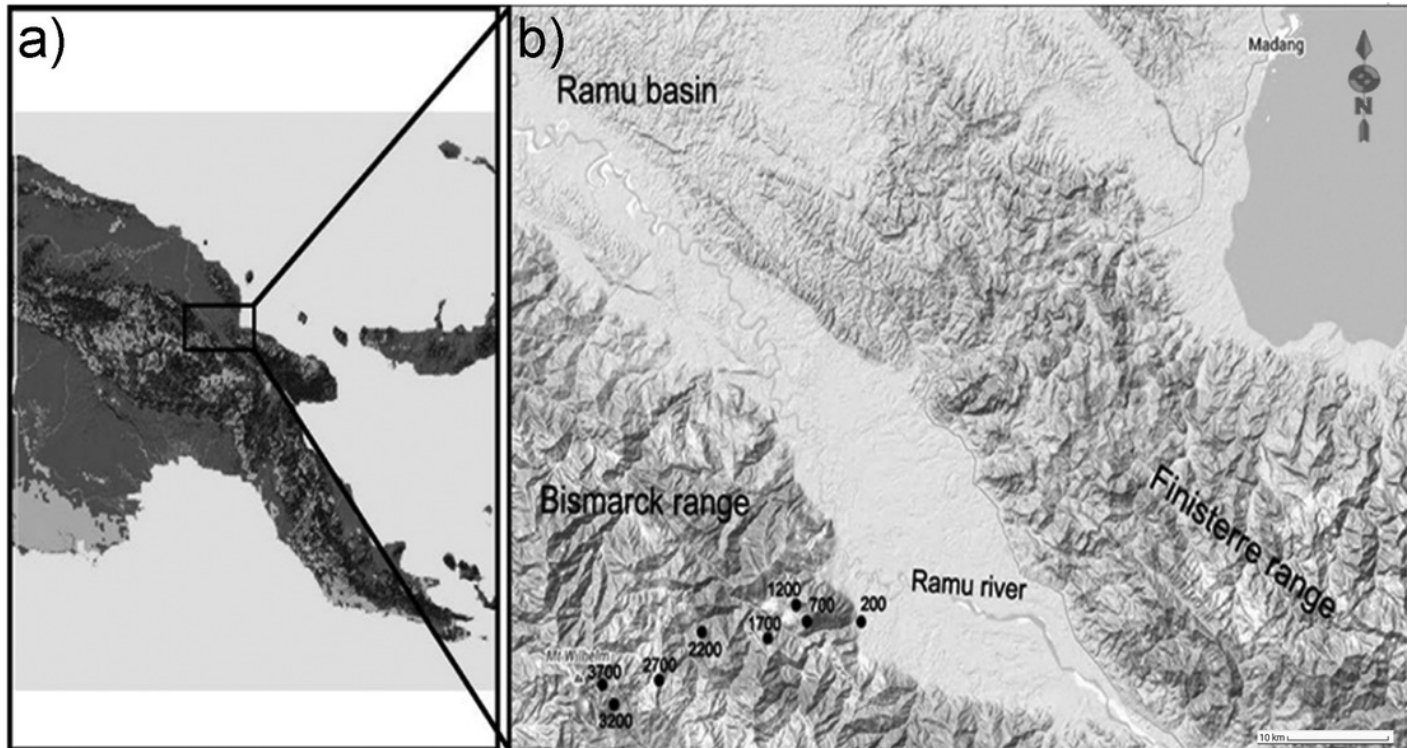 a)
b)
Madang
Ramu basin
N
Bismarck range
Finisterre range
Ramu river
1200
700
200
1700
2200
Mt Wilhelm
2700
3700
3200
10 km